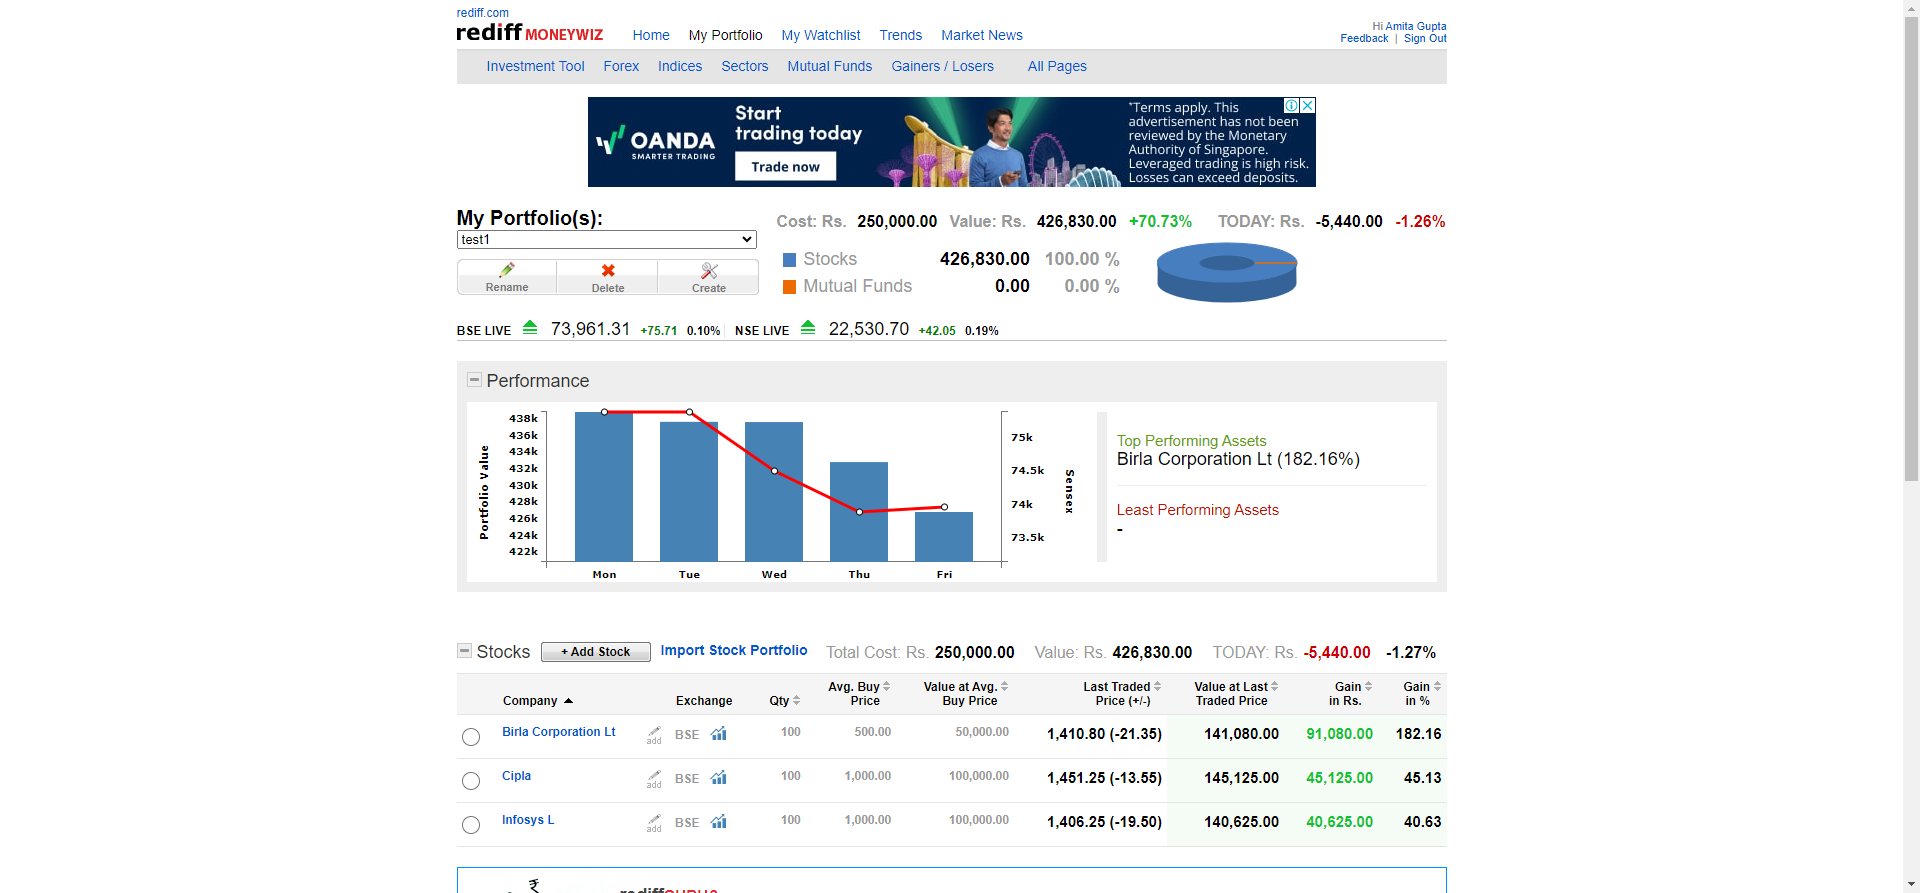 rediff.com
rediff MONEYWIZ Home My Portfolio My Watchlist Trends Market News
Hi Amita Gupta
Feedback | Sign Out
Investment Tool Forex Indices Sectors Mutual Funds Gainers / Losers All Pages
OANDA
SMARTER TRADING
Start
trading today
Trade now
*Terms apply. This
advertisement has not been
reviewed by the Monetary
Authority of Singapore.
Leveraged trading is high risk.
Losses can exceed deposits.
My Portfolio(s):
test1
Rename Delete Create
Cost: Rs. 250,000.00 Value: Rs. 426,830.00 +70.73% TODAY: Rs. -5,440.00 -1.26%
Stocks 426,830.00 100.00 %
Mutual Funds 0.00 0.00 %
BSE LIVE 73,961.31 +75.71 0.10% NSE LIVE 22,530.70 +42.05 0.19%
Performance
Portfolio Value
438k
436k
434k
432k
430k
428k
426k
424k
422k
Mon Tue Wed Thu Fri
75k
74.5k
74k
73.5k
Sensex
Top Performing Assets
Birla Corporation Lt (182.16%)
Least Performing Assets
-
Stocks + Add Stock Import Stock Portfolio Total Cost: Rs. 250,000.00 Value: Rs. 426,830.00 TODAY: Rs. -5,440.00 -1.27%
Company Exchange Qty Avg. Buy Price Value at Avg. Buy Price Last Traded Price (+/-) Value at Last Traded Price Gain in Rs. Gain in %
Birla Corporation Lt add BSE 100 500.00 50,000.00 1,410.80 (-21.35) 141,080.00 91,080.00 182.16
Cipla add BSE 100 1,000.00 100,000.00 1,451.25 (-13.55) 145,125.00 45,125.00 45.13
Infosys L add BSE 100 1,000.00 100,000.00 1,406.25 (-19.50) 140,625.00 40,625.00 40.63
₹